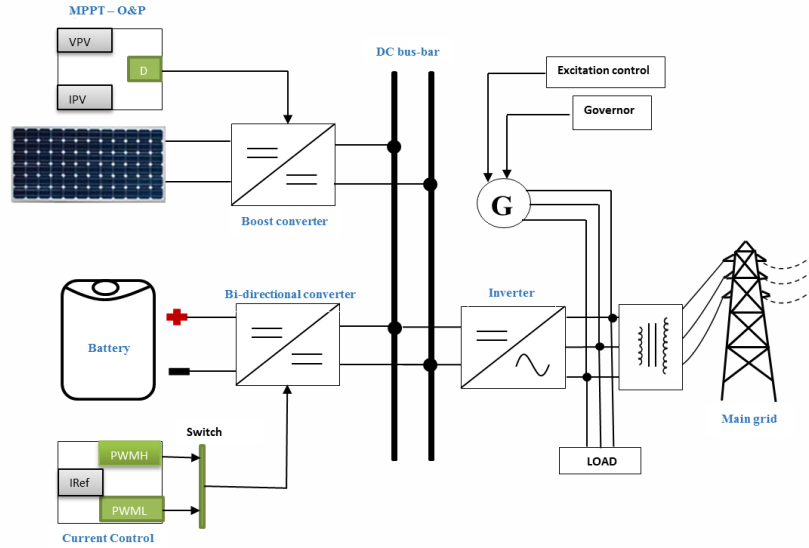 MPPT – O&P
VPV
D
IPV
DC bus-bar
Excitation control
Governor
G
Boost converter
Bi-directional converter
Inverter
Battery
Main grid
Switch
PWMH
IRef
PWML
LOAD
Current Control